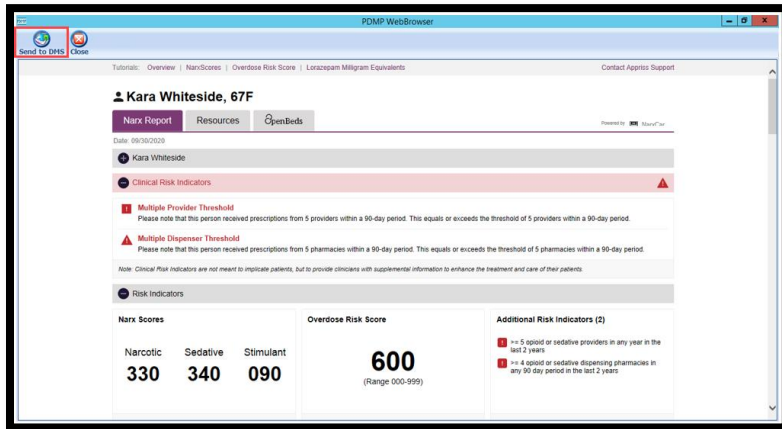 PDMP WebBrowser
Send to DMS Close
Tutorials: Overview | NarxScores | Overdose Risk Score | Lorazepam Milligram Equivalents Contact Appriss Support
Kara Whiteside, 67F
Narx Report Resources OpenBeds
Powered by NarxCare
Date: 09/30/2020
Kara Whiteside
Clinical Risk Indicators
Multiple Provider Threshold
Please note that this person received prescriptions from 5 providers within a 90-day period. This equals or exceeds the threshold of 5 providers within a 90-day period.
Multiple Dispenser Threshold
Please note that this person received prescriptions from 5 pharmacies within a 90-day period. This equals or exceeds the threshold of 5 pharmacies within a 90-day period.
Note: Clinical Risk Indicators are not meant to implicate patients, but to provide clinicians with supplemental information to enhance the treatment and care of their patients.
Risk Indicators
Narx Scores Overdose Risk Score Additional Risk Indicators (2)
>= 5 opioid or sedative providers in any year in the
last 2 years
>= 4 opioid or sedative dispensing pharmacies in
any 90 day period in the last 2 years
Narcotic Sedative Stimulant
330 340 090
600
(Range 000-999)